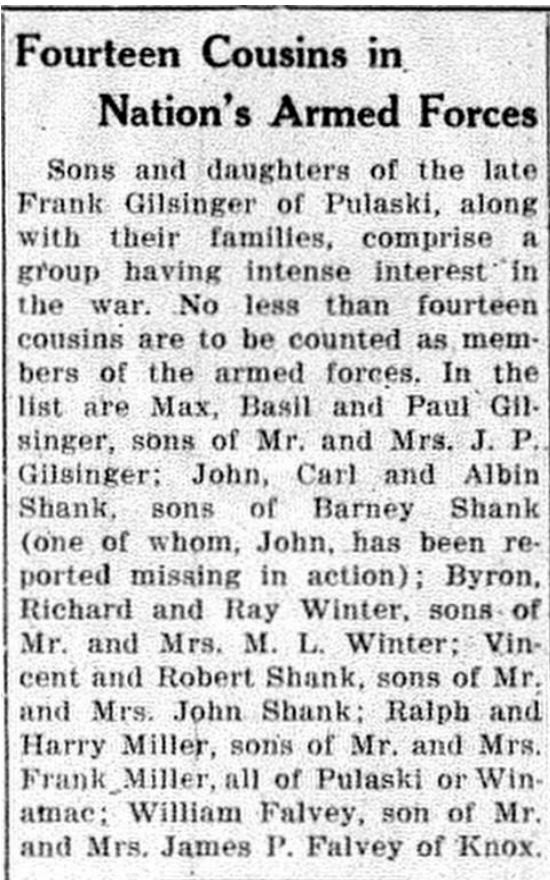 Fourteen Cousins in
Nation's Armed Forces
Sons and daughters of the late
Frank Gilsinger of Pulaski, along
with their families, comprise a
group having intense interest in
the war. No less than fourteen
cousins are to be counted as mem-
bers of the armed forces. In the
list are Max, Basil and Paul Gil-
singer, sons of Mr. and Mrs. J. P.
Gilsinger; John, Carl and Albin
Shank, sons of Barney Shank
(one of whom, John, has been re-
ported missing in action); Byron,
Richard and Ray Winter, sons of
Mr. and Mrs. M. L. Winter; Vin-
cent and Robert Shank, sons of Mr.
and Mrs. John Shank; Ralph and
Harry Miller, sons of Mr. and Mrs.
Frank Miller, all of Pulaski or Win-
amac; William Falvey, son of Mr.
and Mrs. James P. Falvey of Knox.